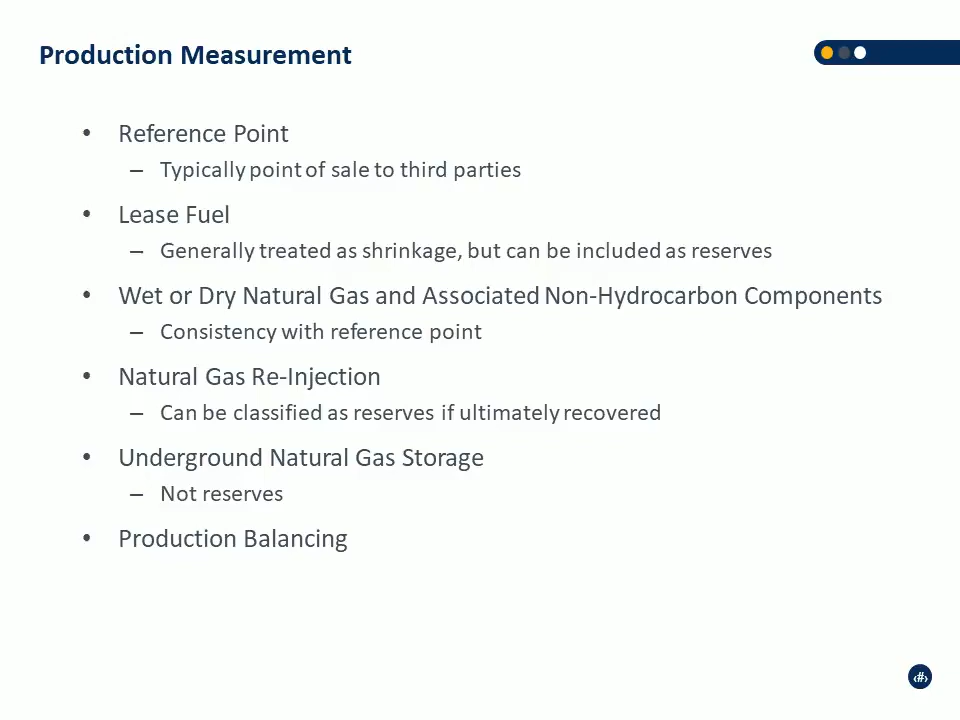 Production Measurement
• Reference Point
– Typically point of sale to third parties
• Lease Fuel
– Generally treated as shrinkage, but can be included as reserves
• Wet or Dry Natural Gas and Associated Non-Hydrocarbon Components
– Consistency with reference point
• Natural Gas Re-Injection
– Can be classified as reserves if ultimately recovered
• Underground Natural Gas Storage
– Not reserves
• Production Balancing
‹#›